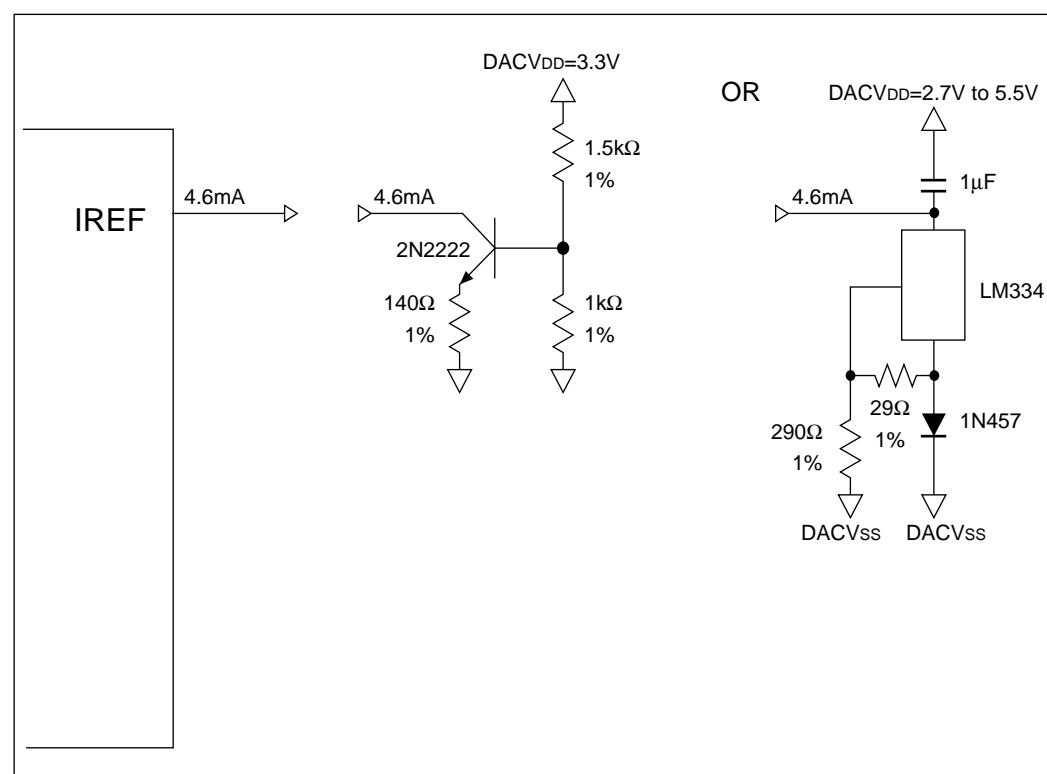 IREF
4.6mA
DACVDD=3.3V
1.5kΩ
1%
4.6mA
2N2222
140Ω
1%
1kΩ
1%
OR
DACVDD=2.7V to 5.5V
1µF
4.6mA
LM334
29Ω
1%
1N457
290Ω
1%
DACVSS
DACVSS